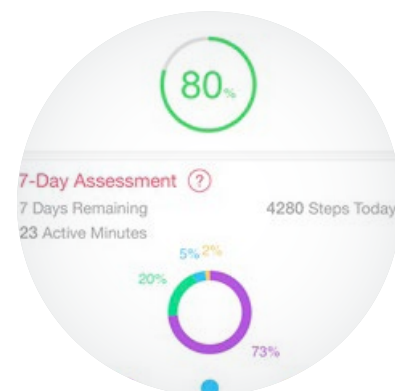 80%
7-Day Assessment ?
7 Days Remaining 4280 Steps Today
23 Active Minutes
5% 2%
20%
73%